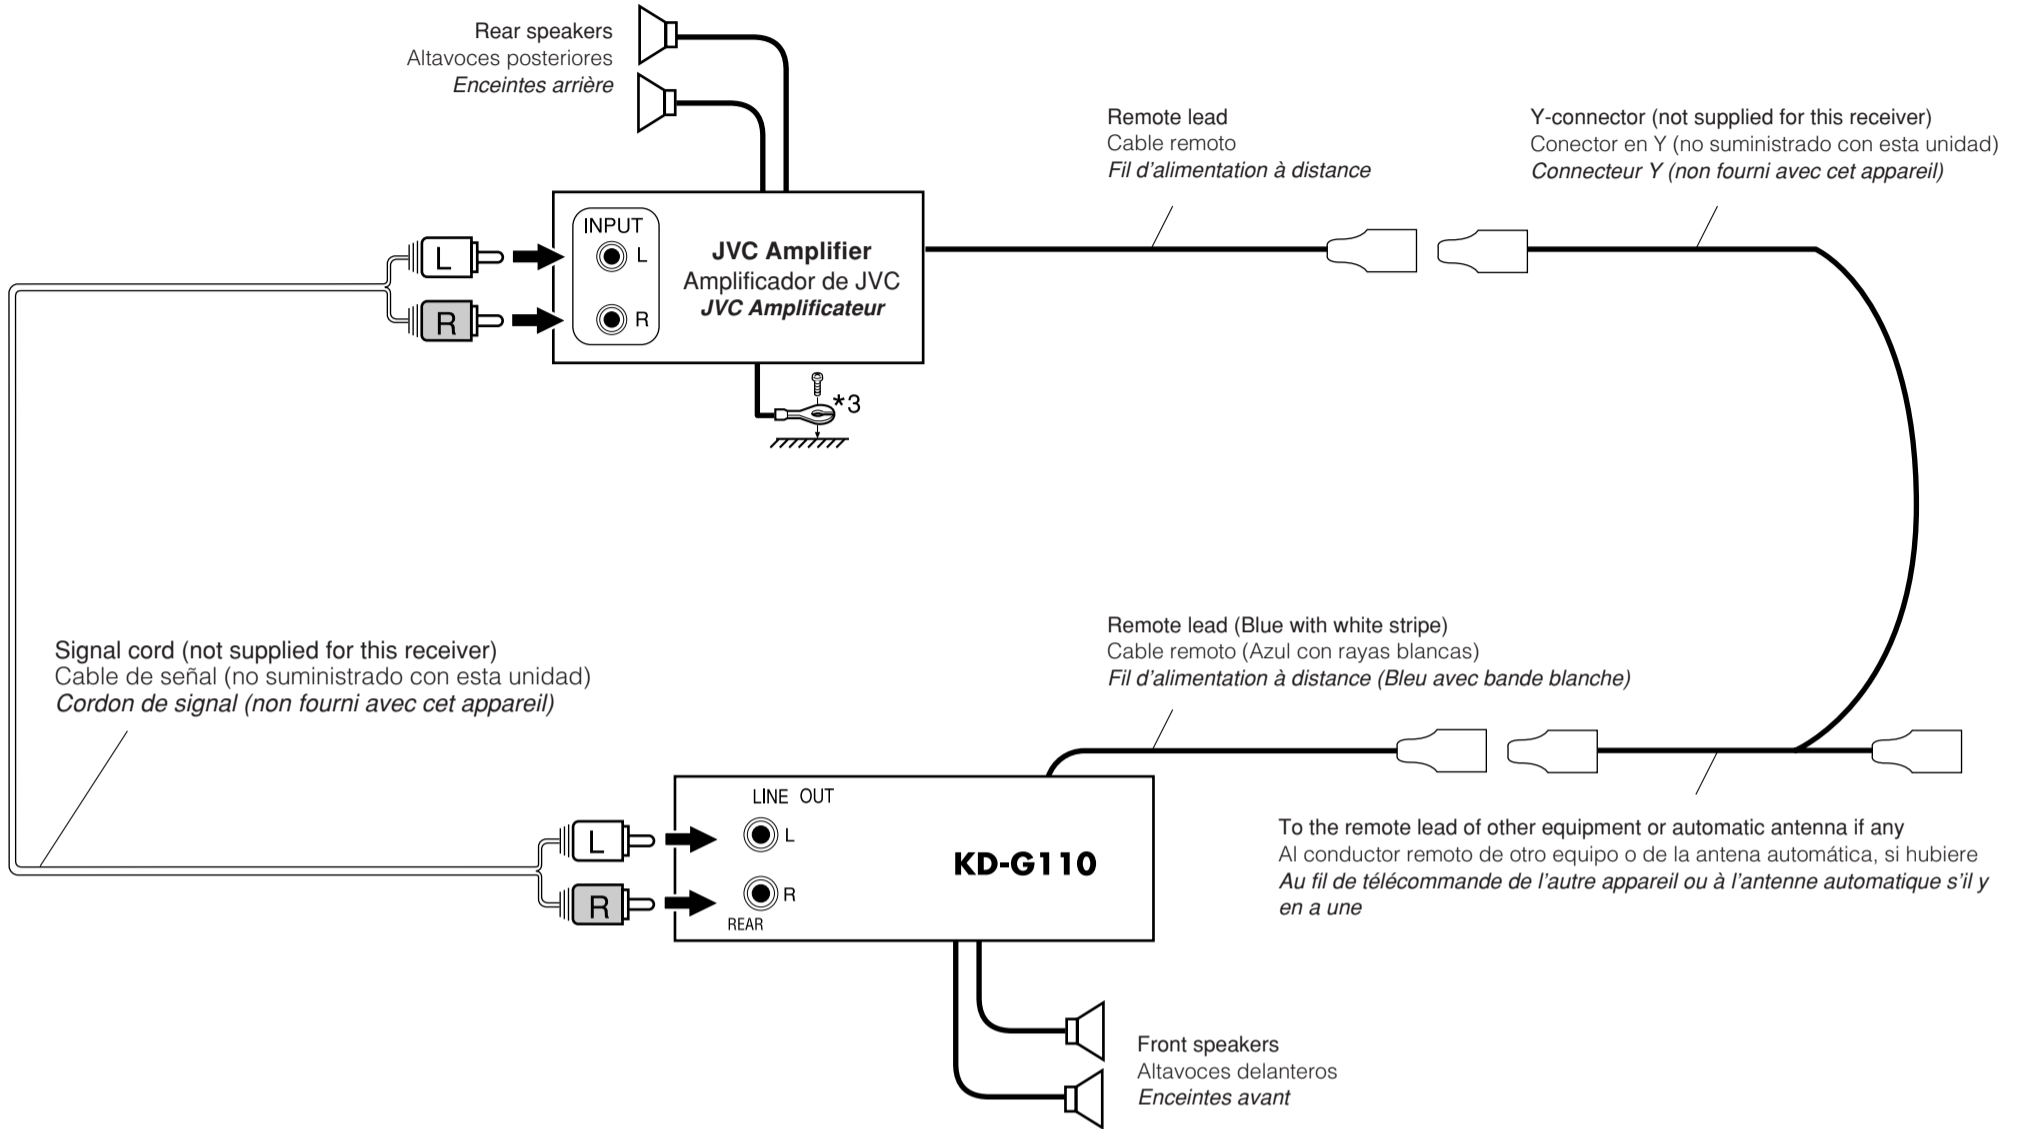 Rear speakers
Altavoces posteriores
Enceintes arrière
Remote lead
Cable remoto
Fil d'alimentation à distance
Y-connector (not supplied for this receiver)
Conector en Y (no suministrado con esta unidad)
Connecteur Y (non fourni avec cet appareil)
INPUT
L
L
R
R
JVC Amplifier
Amplificador de JVC
JVC Amplificateur
*3
Signal cord (not supplied for this receiver)
Cable de señal (no suministrado con esta unidad)
Cordon de signal (non fourni avec cet appareil)
Remote lead (Blue with white stripe)
Cable remoto (Azul con rayas blancas)
Fil d'alimentation à distance (Bleu avec bande blanche)
LINE OUT
L
L
R
R
REAR
KD-G110
To the remote lead of other equipment or automatic antenna if any
Al conductor remoto de otro equipo o de la antena automática, si hubiere
Au fil de télécommande de l'autre appareil ou à l'antenne automatique s'il y
en a une
Front speakers
Altavoces delanteros
Enceintes avant